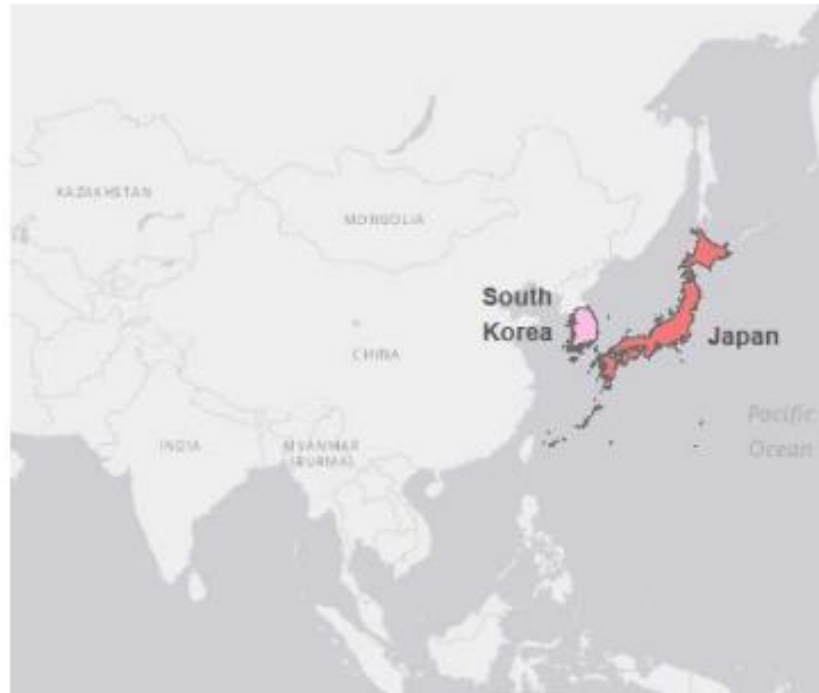 KAZAKHSTAN
MONGOLIA
South
Korea
Japan
CHINA
Pacific
Ocean
INDIA
MYANMAR
(BURMA)